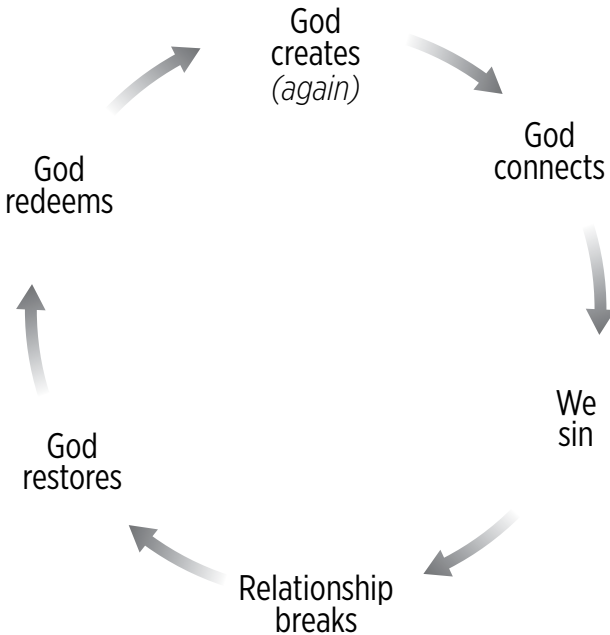 God
creates
(again)
God
connects
We
sin
Relationship
breaks
God
restores
God
redeems